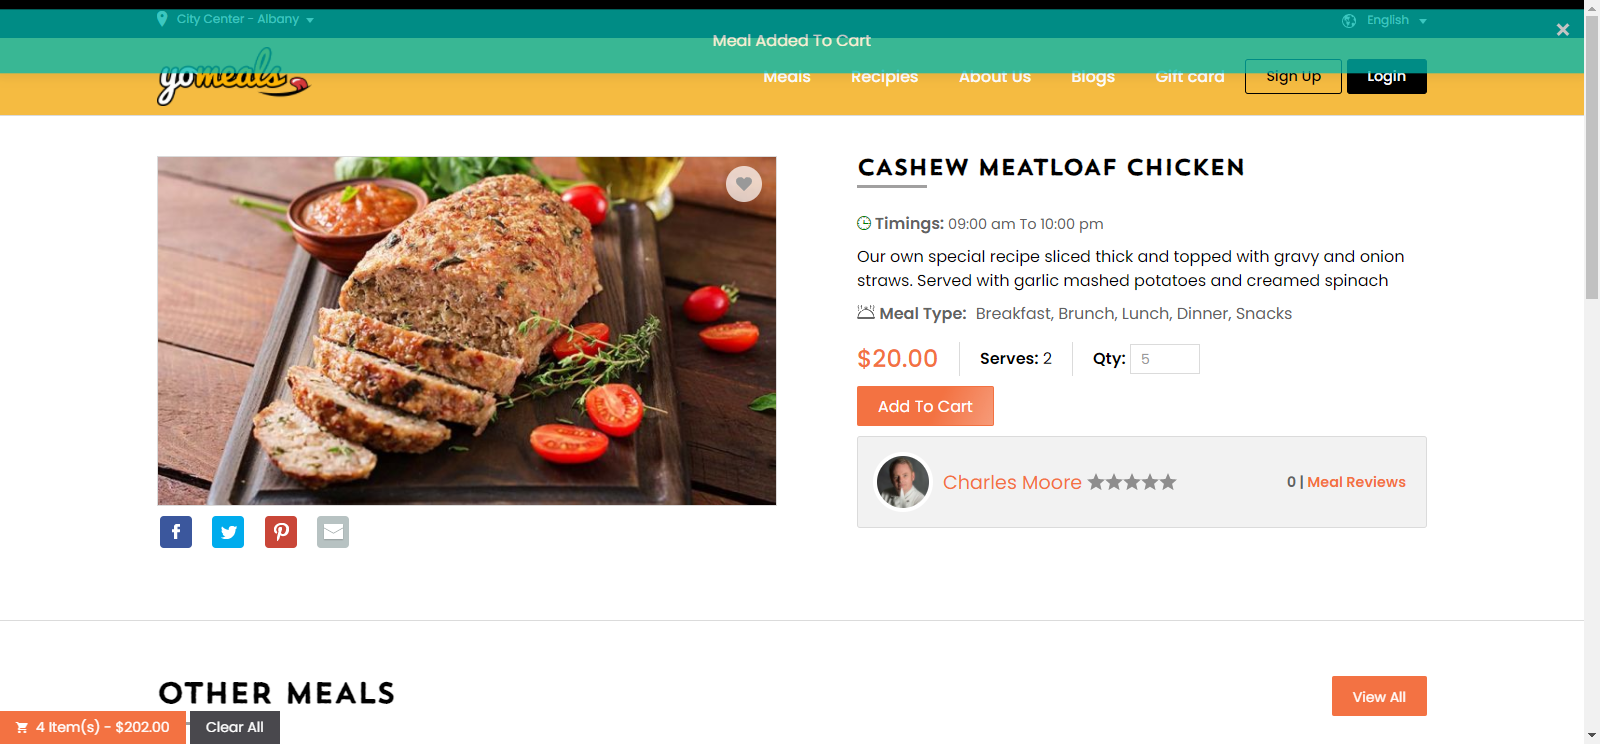 City Center - Albany
English
Meal Added To Cart
yomeals
Meals
Recipies
About Us
Blogs
Gift card
Sign Up
Login
CASHEW MEATLOAF CHICKEN
Timings: 09:00 am To 10:00 pm
Our own special recipe sliced thick and topped with gravy and onion
straws. Served with garlic mashed potatoes and creamed spinach
Meal Type: Breakfast, Brunch, Lunch, Dinner, Snacks
$20.00
Serves: 2
Qty: 5
Add To Cart
Charles Moore
0 | Meal Reviews
OTHER MEALS
View All
4 Item(s) - $202.00
Clear All